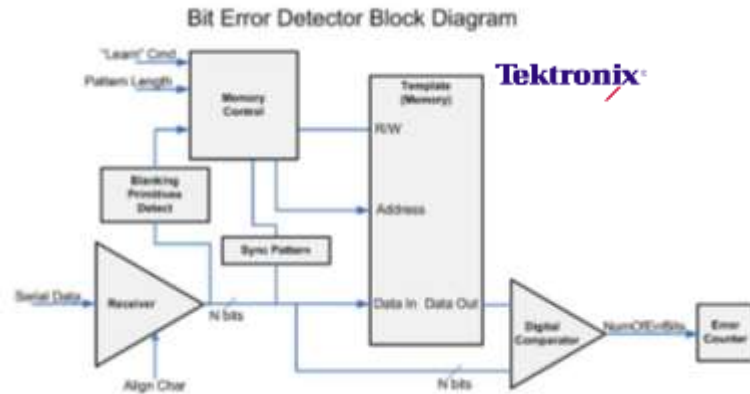 Bit Error Detector Block Diagram
"Learn" Cmd
Pattern Length
Memory
Control
Template
(Memory)
Tektronix
R/W
Blanking
Primitives
Detect
Address
Sync Pattern
Serial Data
Receiver
N bits
Data In Data Out
Digital
Comparator
NumOfErrBits
Error
Counter
Align Char
N bits